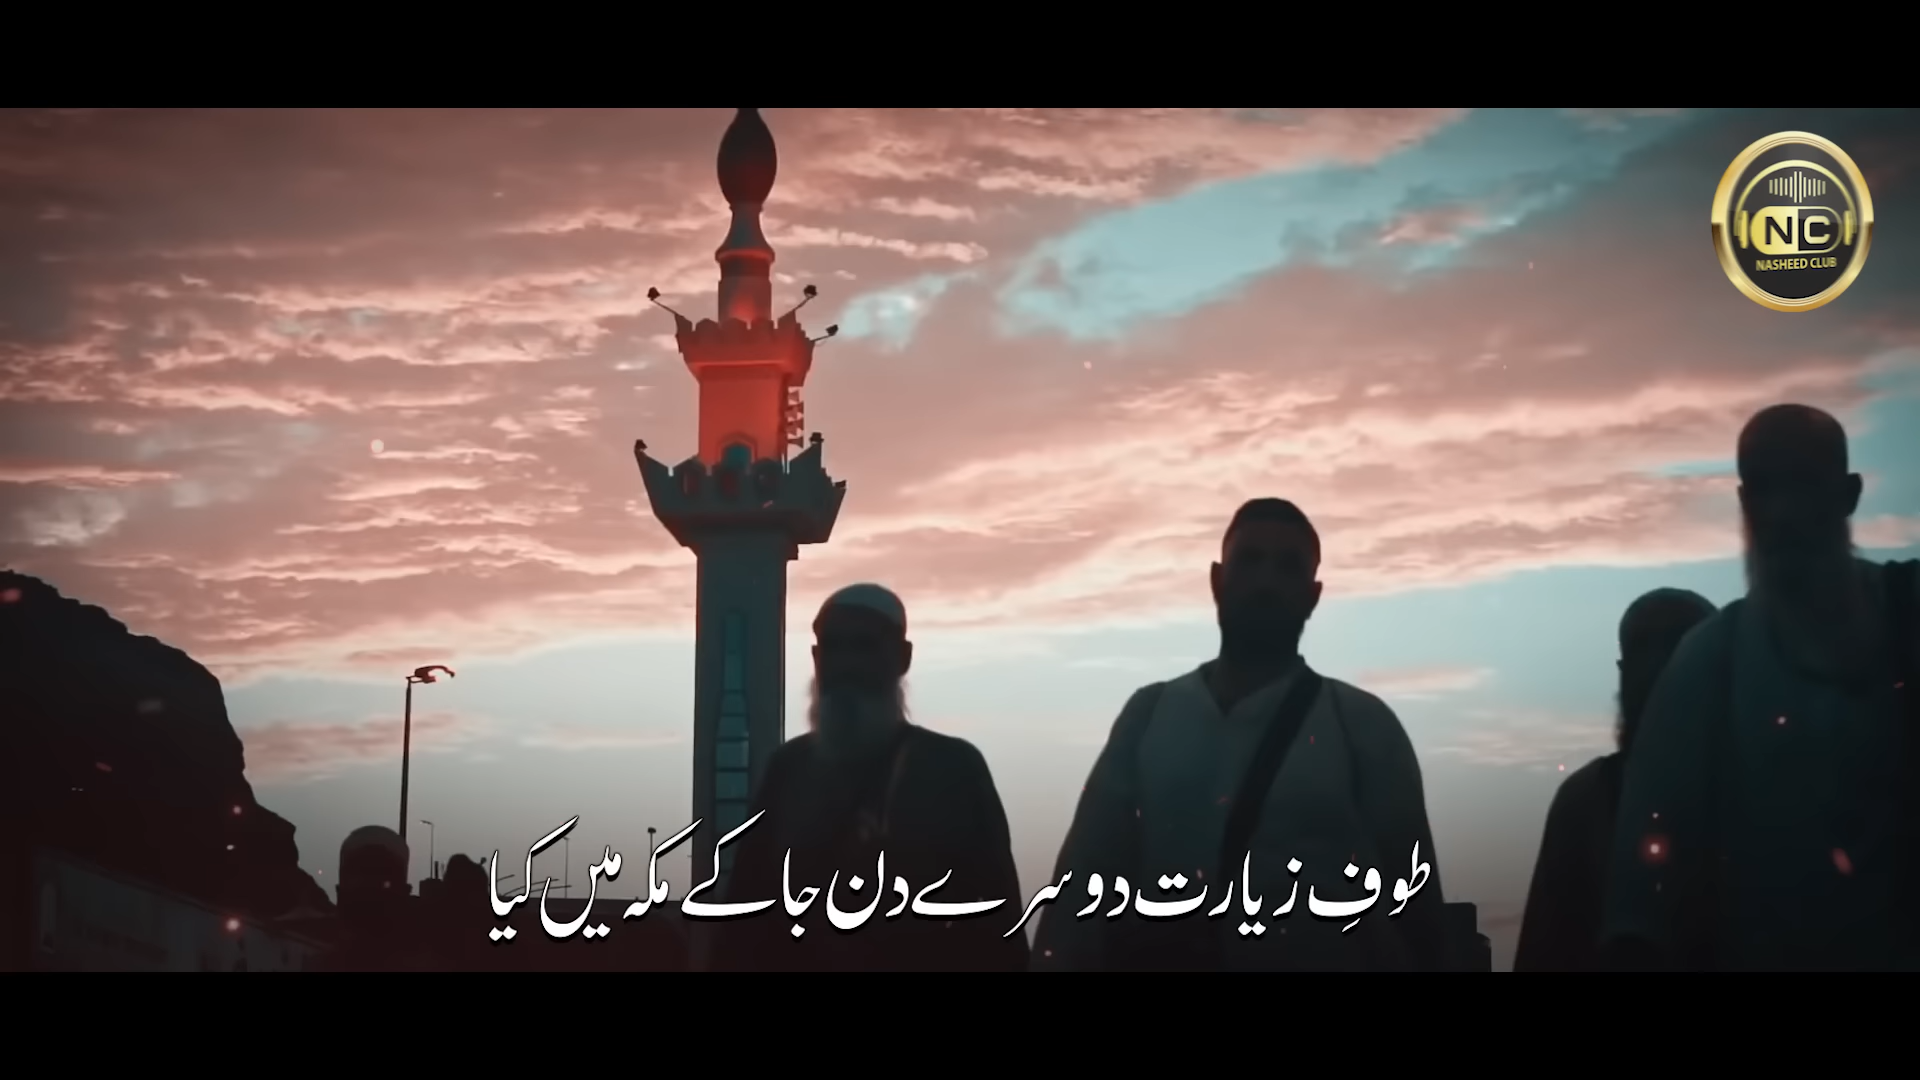 NC
NASHEED CLUB
طوفِ زیارت دوسرے دن جا کے مکہ میں کیا